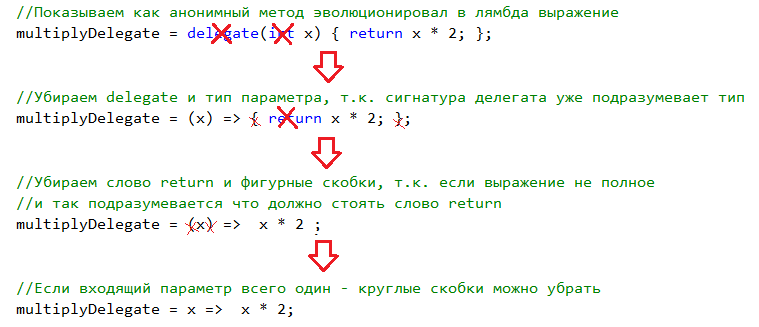 //Показываем как анонимный метод эволюционировал в лямбда выражение
multiplyDelegate = delegate(int x) { return x * 2; };
//Убираем delegate и тип параметра, т.к. сигнатура делегата уже подразумевает тип
multiplyDelegate = (x) => { return x * 2; };
//Убираем слово return и фигурные скобки, т.к. если выражение не полное
//и так подразумевается что должно стоять слово return
multiplyDelegate = (x) =>  x * 2 ;
//Если входящий параметр всего один - круглые скобки можно убрать
multiplyDelegate = x =>  x * 2;